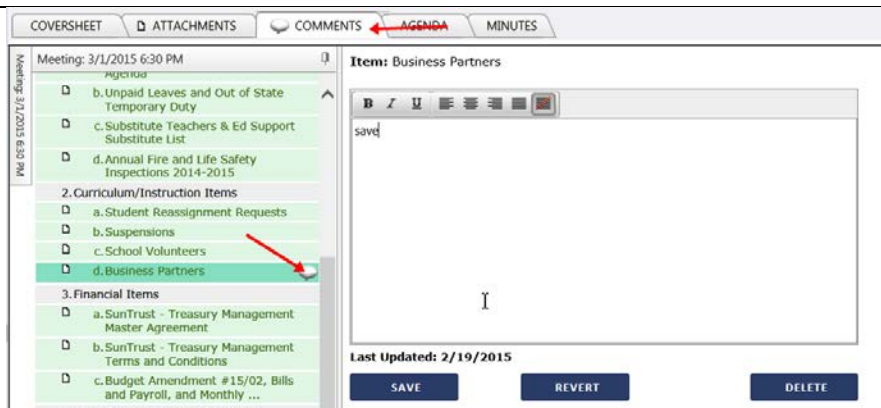 COVERSHEET
ATTACHMENTS
COMMENTS
AGENDA
MINUTES
Meeting: 3/1/2015 6:30 PM
Meeting: 3/1/2015 6:30 PM
Agenda
b. Unpaid Leaves and Out of State
Temporary Duty
c. Substitute Teachers & Ed Support
Substitute List
d. Annual Fire and Life Safety
Inspections 2014-2015
2. Curriculum/Instruction Items
a. Student Reassignment Requests
b. Suspensions
c. School Volunteers
d. Business Partners
3. Financial Items
a. SunTrust - Treasury Management
Master Agreement
b. SunTrust - Treasury Management
Terms and Conditions
c. Budget Amendment #15/02, Bills
and Payroll, and Monthly ...
Item: Business Partners
B I U
save
Last Updated: 2/19/2015
SAVE
REVERT
DELETE